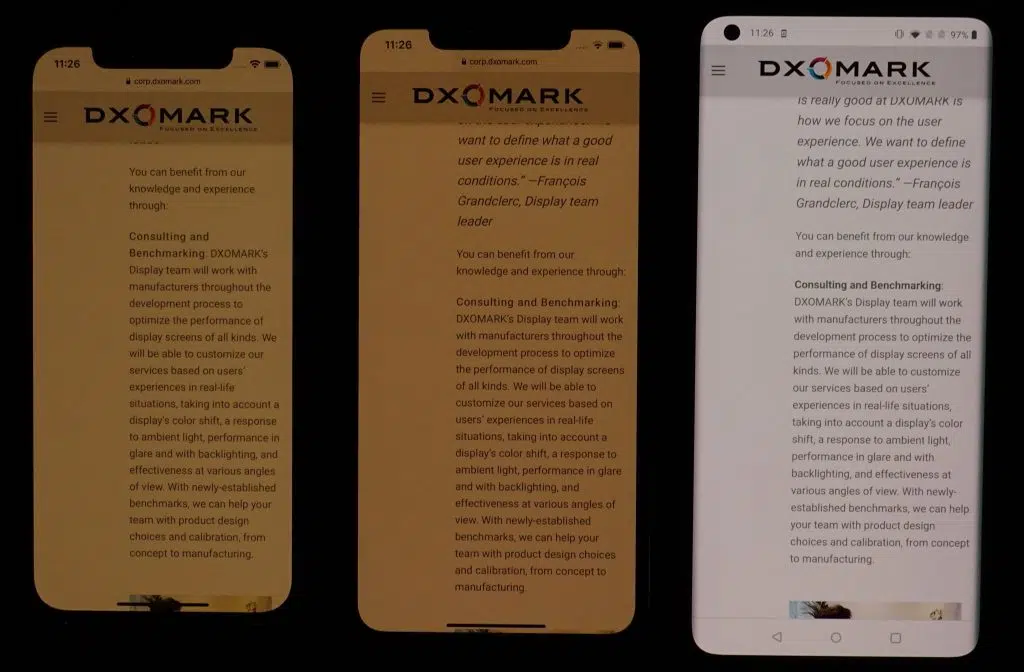 11:26
corp.dxomark.com
DXOMARK
FOCUSED ON EXCELLENCE
You can benefit from our
knowledge and experience
through:
Consulting and
Benchmarking: DXOMARK's
Display team will work with
manufacturers throughout the
development process to
optimize the performance of
display screens of all kinds. We
will be able to customize our
services based on users'
experiences in real-life
situations, taking into account a
display's color shift, a response
to ambient light, performance in
glare and with backlighting, and
effectiveness at various angles
of view. With newly-established
benchmarks, we can help your
team with product design
choices and calibration, from
concept to manufacturing.
11:26
corp.dxomark.com
DXOMARK
FOCUSED ON EXCELLENCE
want to define what a good
user experience is in real
conditions.” —François
Grandclerc, Display team
leader
You can benefit from our
knowledge and experience through:
Consulting and Benchmarking:
DXOMARK's Display team will work
with manufacturers throughout the
development process to optimize
the performance of display screens
of all kinds. We will be able to
customize our services based on
users' experiences in real-life
situations, taking into account a
display's color shift, a response to
ambient light, performance in glare
and with backlighting, and
effectiveness at various angles of
view. With newly-established
benchmarks, we can help your
team with product design choices
and calibration, from concept to
manufacturing.
11:26 97%
DXOMARK
FOCUSED ON EXCELLENCE
is really good at DXOMARK is
how we focus on the user
experience. We want to define
what a good user experience is
in real conditions.” —François
Grandclerc, Display team leader
You can benefit from our knowledge
and experience through:
Consulting and Benchmarking:
DXOMARK's Display team will work
with manufacturers throughout the
development process to optimize the
performance of display screens of all
kinds. We will be able to customize
our services based on users'
experiences in real-life situations,
taking into account a display's color
shift, a response to ambient light,
performance in glare and with
backlighting, and effectiveness at
various angles of view. With newly-
established benchmarks, we can help
your team with product design
choices and calibration, from concept
to manufacturing.